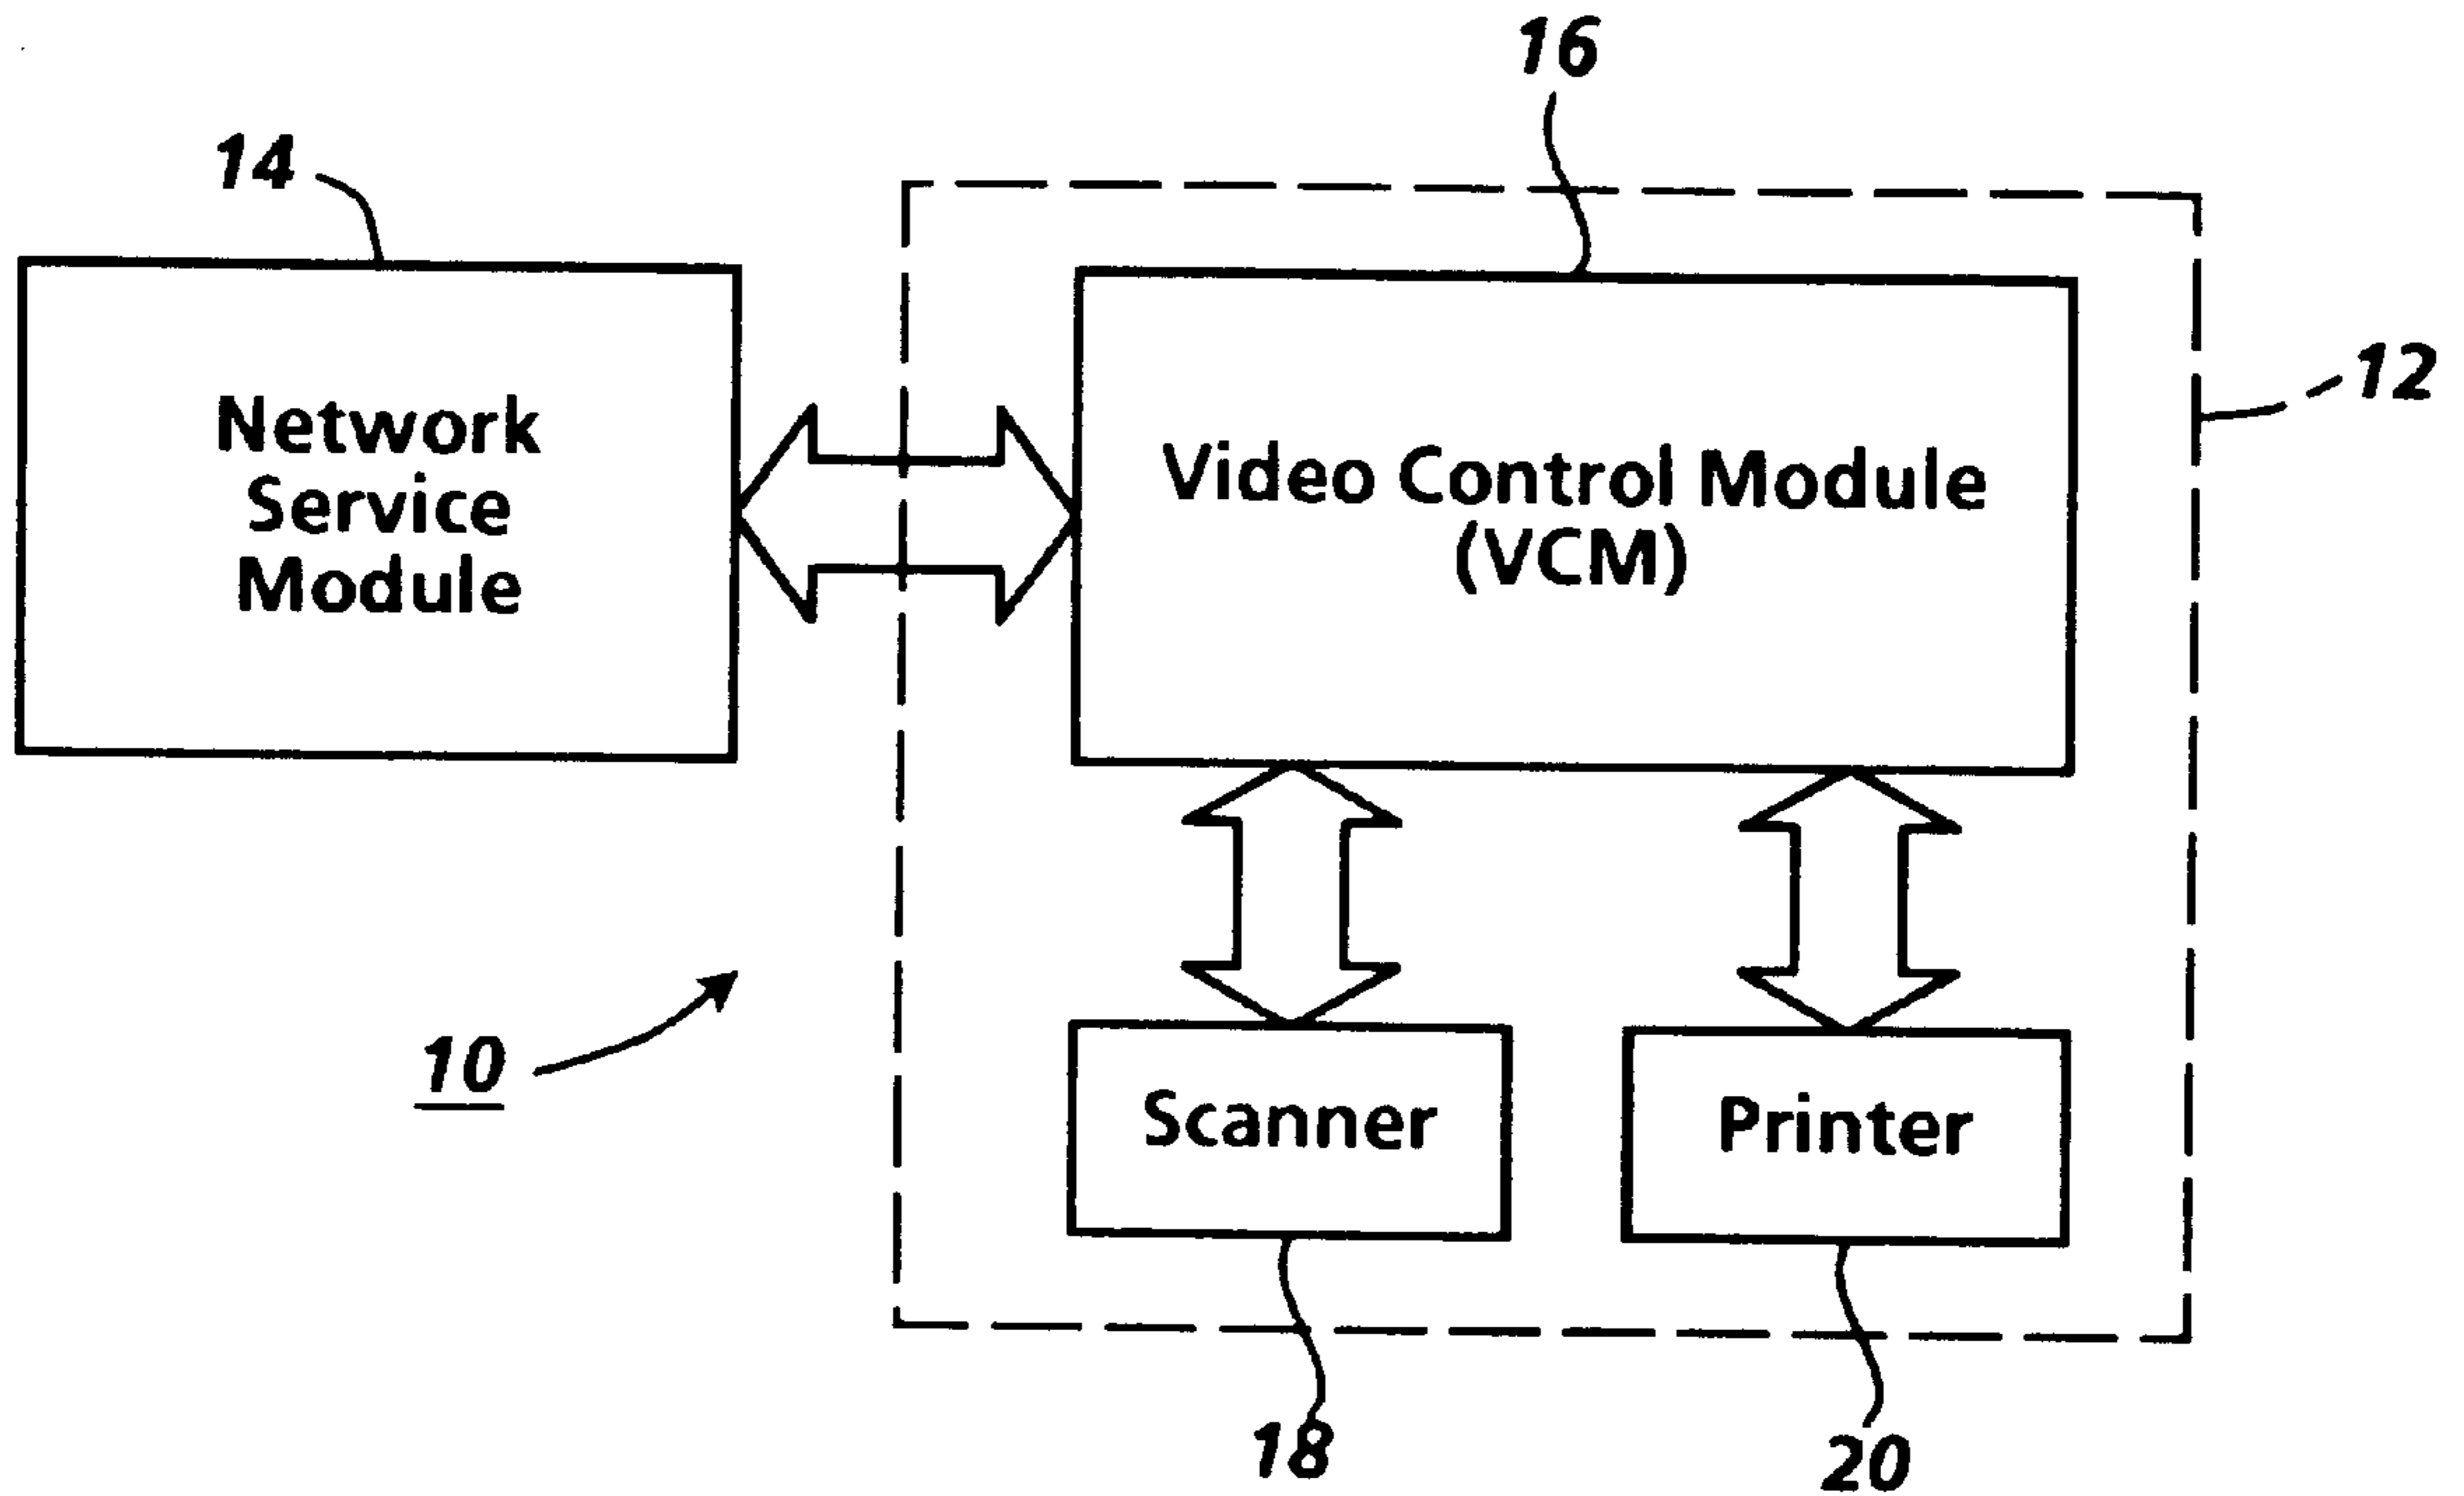 16
14
12
Network
Service
Module
Video Control Module
(VCM)
10
Scanner
Printer
18
20